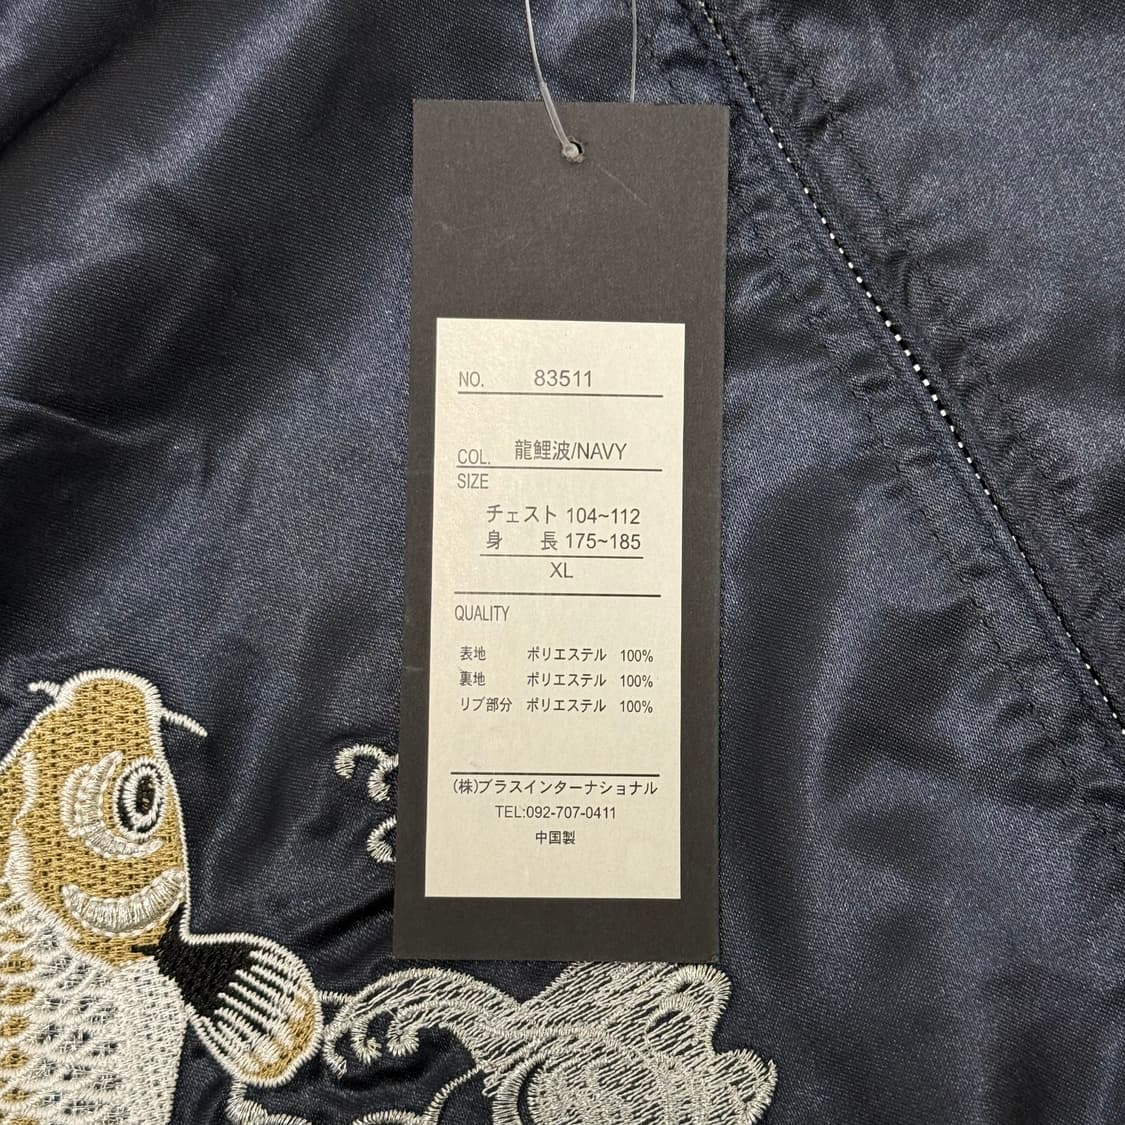 NO. 83511
COL. 龍鯉波/NAVY
SIZE
チェスト 104~112
身 長 175~185
XL
QUALITY
表地 ポリエステル 100%
裏地 ポリエステル 100%
リブ部分 ポリエステル 100%
(株)プラスインターナショナル
TEL:092-707-0411
中国製